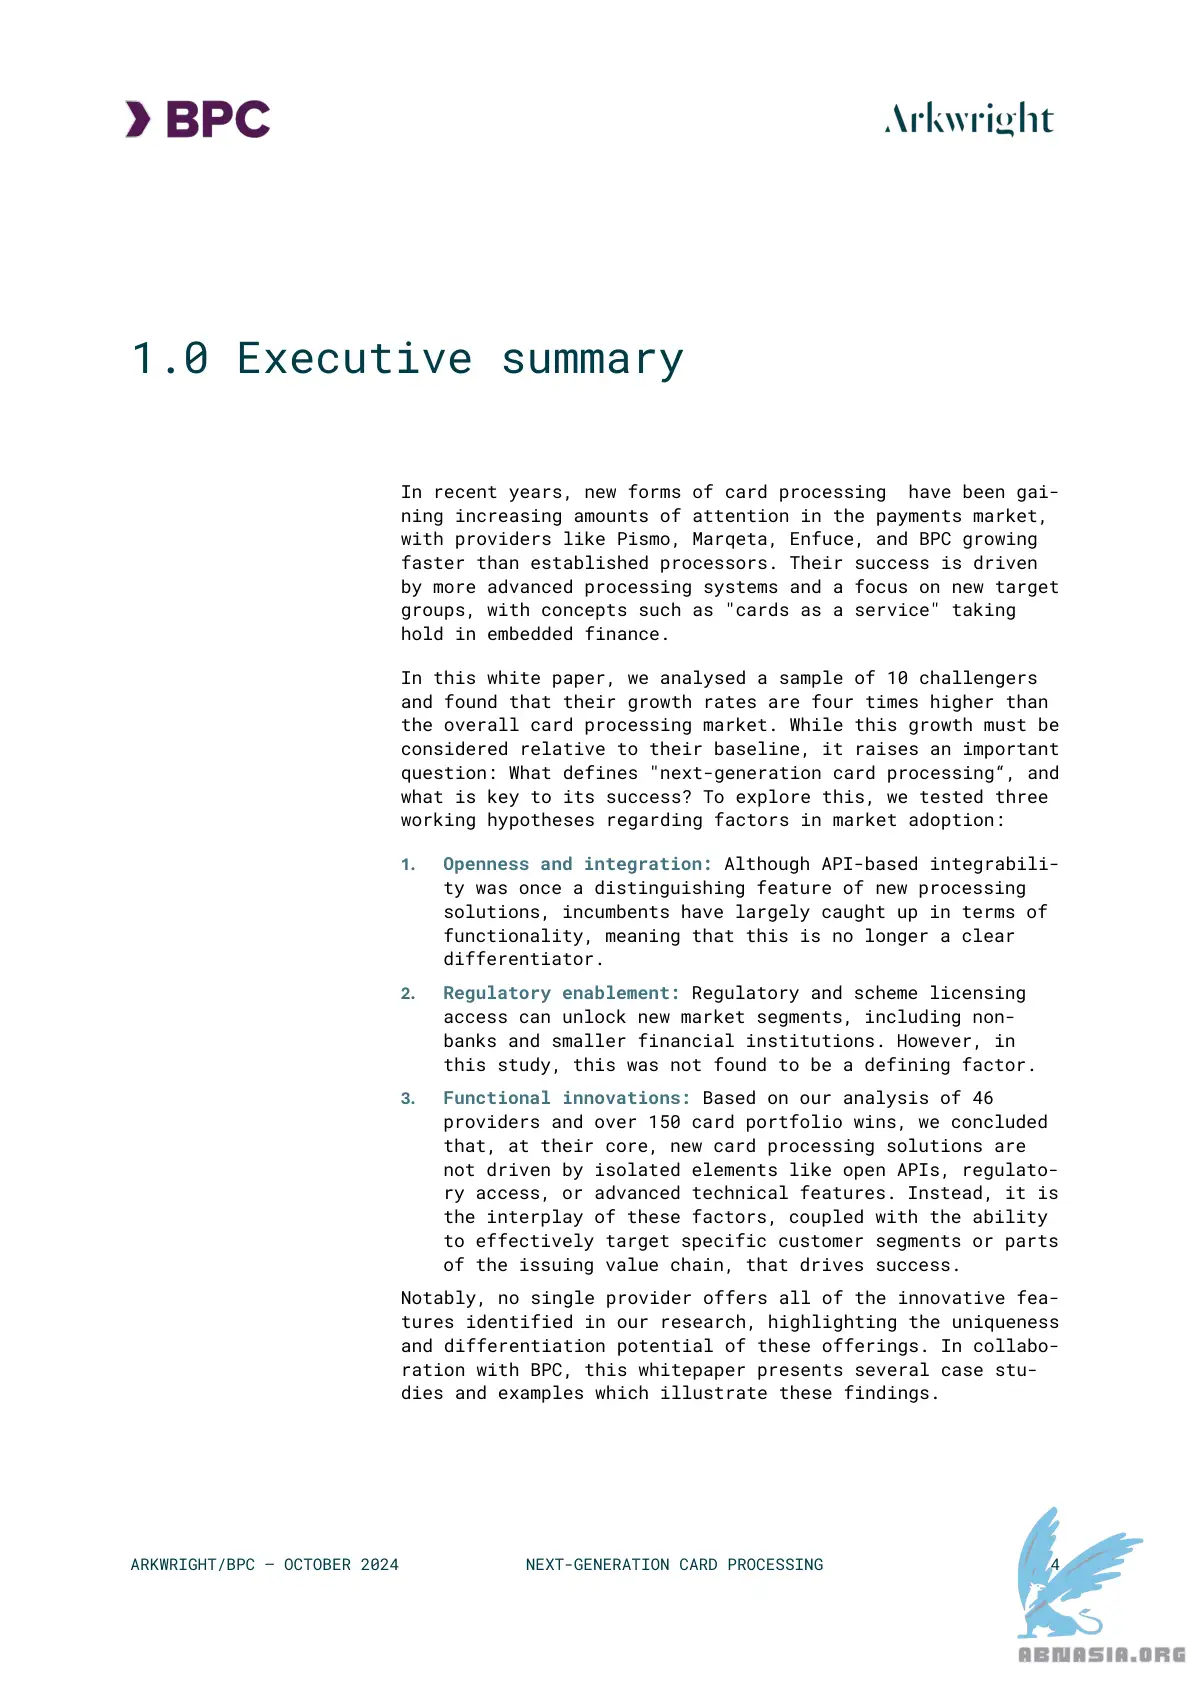 BPC
Arkwright
1.0 Executive summary
In recent years, new forms of card processing  have been gai-
ning increasing amounts of attention in the payments market,
with providers like Pismo, Marqeta, Enfuce, and BPC growing
faster than established processors. Their success is driven
by more advanced processing systems and a focus on new target
groups, with concepts such as "cards as a service" taking
hold in embedded finance.
In this white paper, we analysed a sample of 10 challengers
and found that their growth rates are four times higher than
the overall card processing market. While this growth must be
considered relative to their baseline, it raises an important
question: What defines "next-generation card processing“, and
what is key to its success? To explore this, we tested three
working hypotheses regarding factors in market adoption:
1. Openness and integration: Although API-based integrabili-
ty was once a distinguishing feature of new processing
solutions, incumbents have largely caught up in terms of
functionality, meaning that this is no longer a clear
differentiator.
2. Regulatory enablement: Regulatory and scheme licensing
access can unlock new market segments, including non-
banks and smaller financial institutions. However, in
this study, this was not found to be a defining factor.
3. Functional innovations: Based on our analysis of 46
providers and over 150 card portfolio wins, we concluded
that, at their core, new card processing solutions are
not driven by isolated elements like open APIs, regulato-
ry access, or advanced technical features. Instead, it is
the interplay of these factors, coupled with the ability
to effectively target specific customer segments or parts
of the issuing value chain, that drives success.
Notably, no single provider offers all of the innovative fea-
tures identified in our research, highlighting the uniqueness
and differentiation potential of these offerings. In collabo-
ration with BPC, this whitepaper presents several case stu-
dies and examples which illustrate these findings.
ARKWRIGHT/BPC — OCTOBER 2024
NEXT-GENERATION CARD PROCESSING
4
ABNASIA.ORG